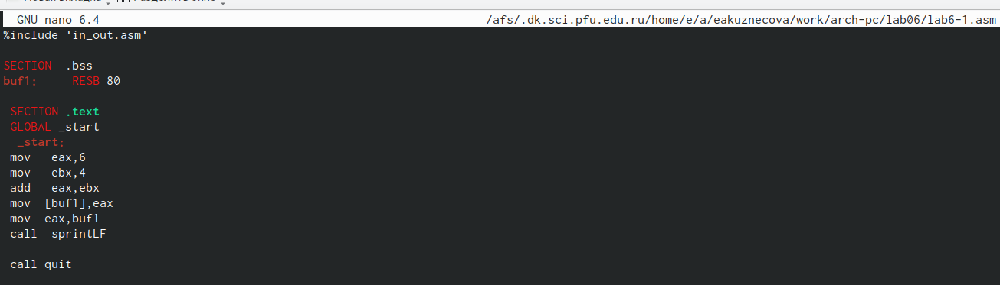 GNU nano 6.4 /afs/.dk.sci.pfu.edu.ru/home/e/a/eakuznecova/work/arch-pc/lab06/lab6-1.asm
%include 'in_out.asm'
SECTION .bss
buf1: RESB 80
SECTION .text
GLOBAL _start
_start:
mov eax,6
mov ebx,4
add eax,ebx
mov [buf1],eax
mov eax,buf1
call sprintLF
call quit